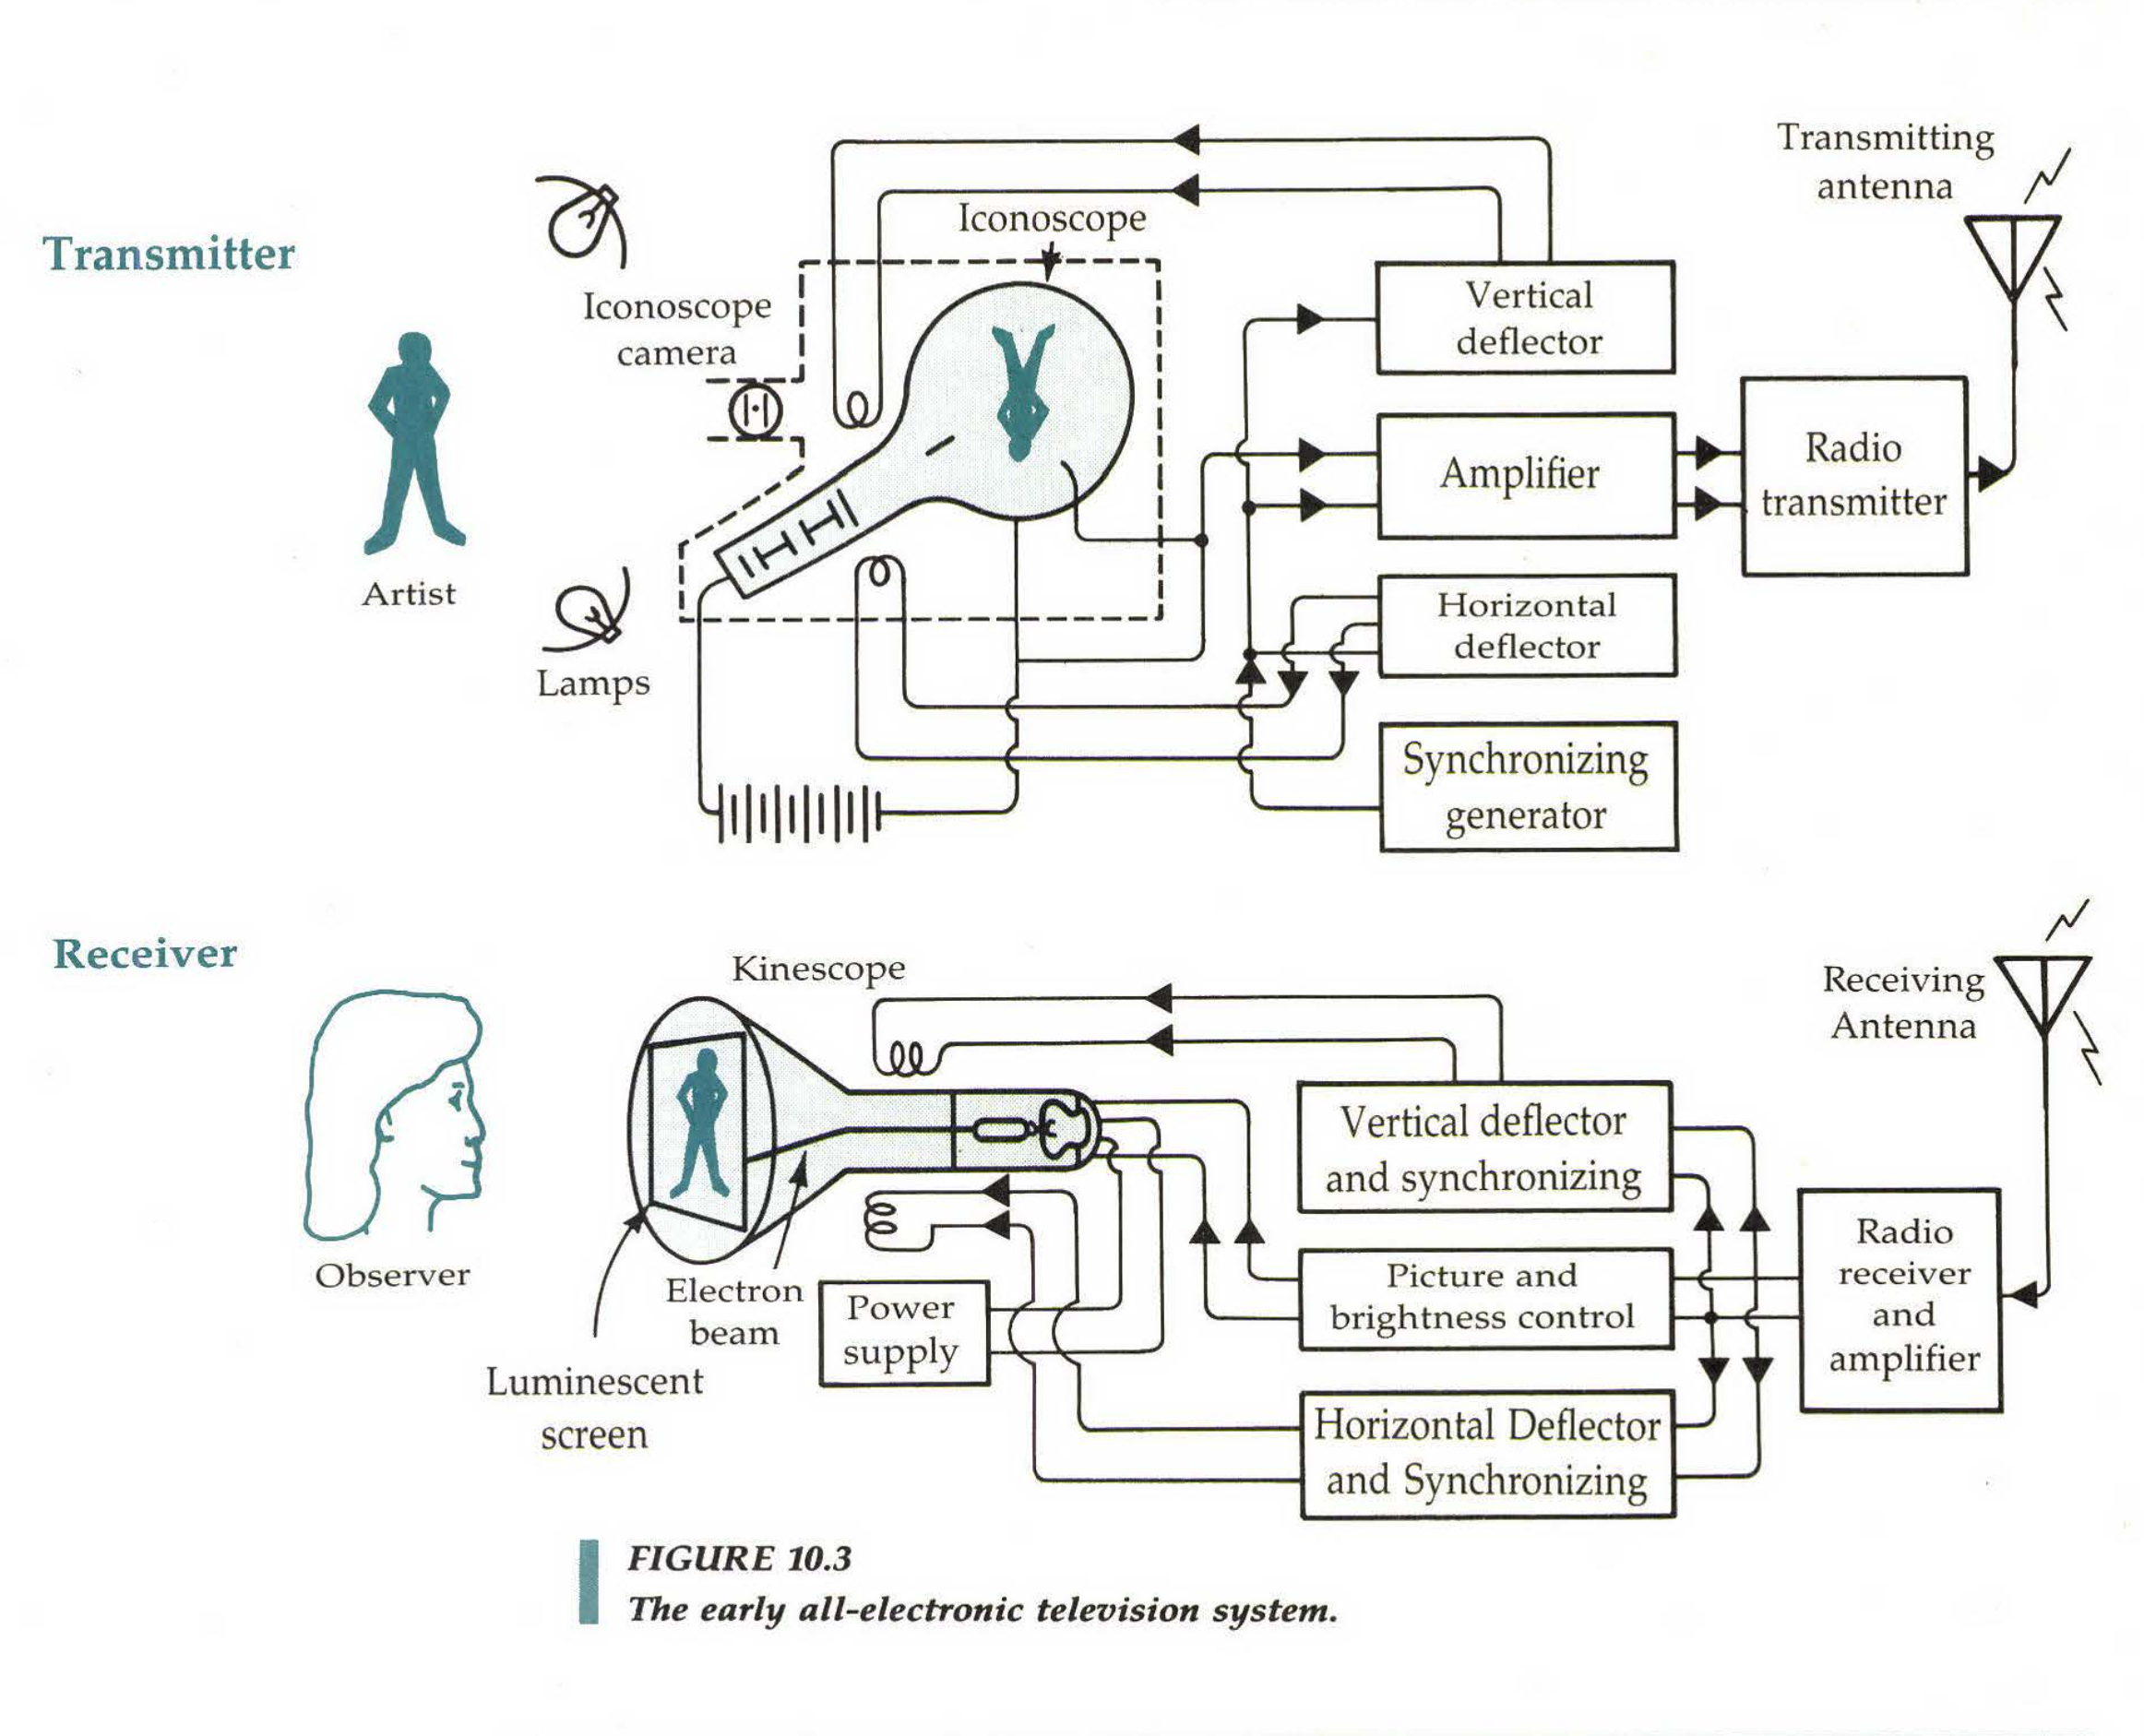 Transmitter
Iconoscope
camera
Iconoscope
Transmitting
antenna
Vertical
deflector
Amplifier
Radio
transmitter
Artist
Lamps
Horizontal
deflector
Synchronizing
generator
Receiver
Kinescope
Receiving
Antenna
Observer
Vertical deflector
and synchronizing
Electron
beam
Power
supply
Picture and
brightness control
Radio
receiver
and
amplifier
Luminescent
screen
Horizontal Deflector
and Synchronizing
FIGURE 10.3
The early all-electronic television system.